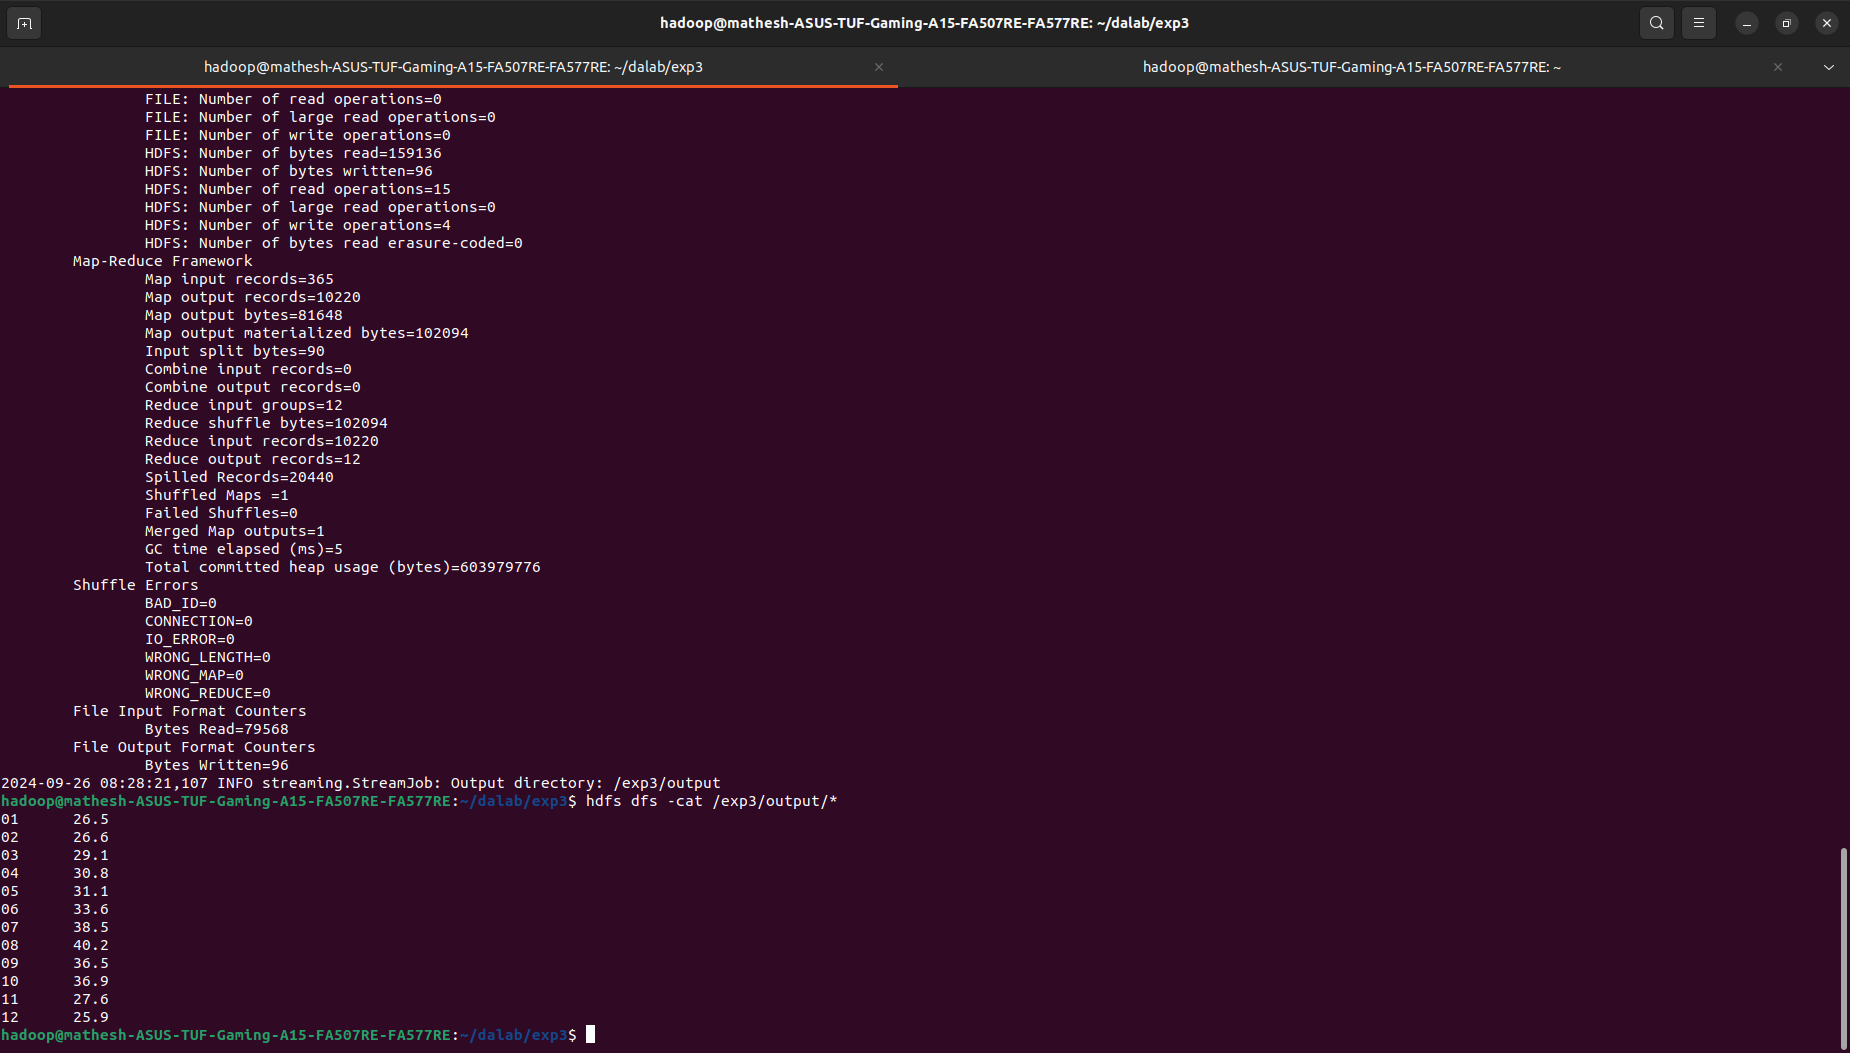 hadoop@mathesh-ASUS-TUF-Gaming-A15-FA507RE-FA577RE: ~/dalab/exp3
hadoop@mathesh-ASUS-TUF-Gaming-A15-FA507RE-FA577RE: ~/dalab/exp3
hadoop@mathesh-ASUS-TUF-Gaming-A15-FA507RE-FA577RE: ~
FILE: Number of read operations=0
FILE: Number of large read operations=0
FILE: Number of write operations=0
HDFS: Number of bytes read=159136
HDFS: Number of bytes written=96
HDFS: Number of read operations=15
HDFS: Number of large read operations=0
HDFS: Number of write operations=4
HDFS: Number of bytes read erasure-coded=0
Map-Reduce Framework
Map input records=365
Map output records=10220
Map output bytes=81648
Map output materialized bytes=102094
Input split bytes=90
Combine input records=0
Combine output records=0
Reduce input groups=12
Reduce shuffle bytes=102094
Reduce input records=10220
Reduce output records=12
Spilled Records=20440
Shuffled Maps =1
Failed Shuffles=0
Merged Map outputs=1
GC time elapsed (ms)=5
Total committed heap usage (bytes)=603979776
Shuffle Errors
BAD_ID=0
CONNECTION=0
IO_ERROR=0
WRONG_LENGTH=0
WRONG_MAP=0
WRONG_REDUCE=0
File Input Format Counters
Bytes Read=79568
File Output Format Counters
Bytes Written=96
2024-09-26 08:28:21,107 INFO streaming.StreamJob: Output directory: /exp3/output
hadoop@mathesh-ASUS-TUF-Gaming-A15-FA507RE-FA577RE:~/dalab/exp3$ hdfs dfs -cat /exp3/output/*
01 26.5
02 26.6
03 29.1
04 30.8
05 31.1
06 33.6
07 38.5
08 40.2
09 36.5
10 36.9
11 27.6
12 25.9
hadoop@mathesh-ASUS-TUF-Gaming-A15-FA507RE-FA577RE:~/dalab/exp3$